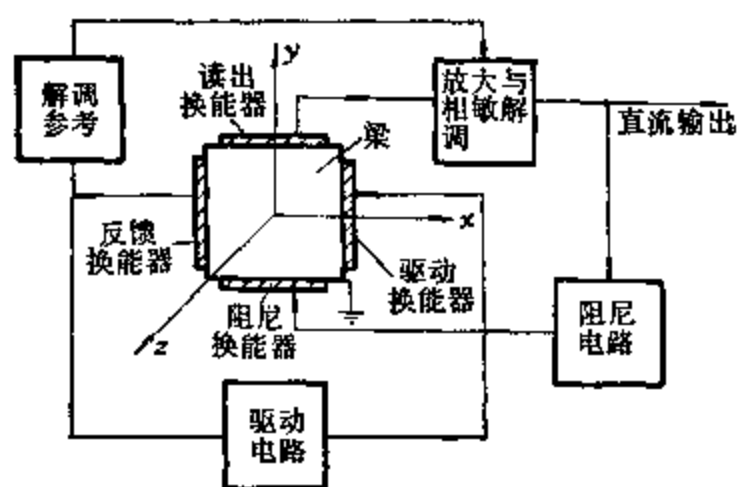 y
读出
换能器
解调
参考
放大与
相敏解
调
梁
直流输出
x
反馈
换能器
驱动
换能器
阻尼
换能器
z
阻尼
电路
驱动
电路